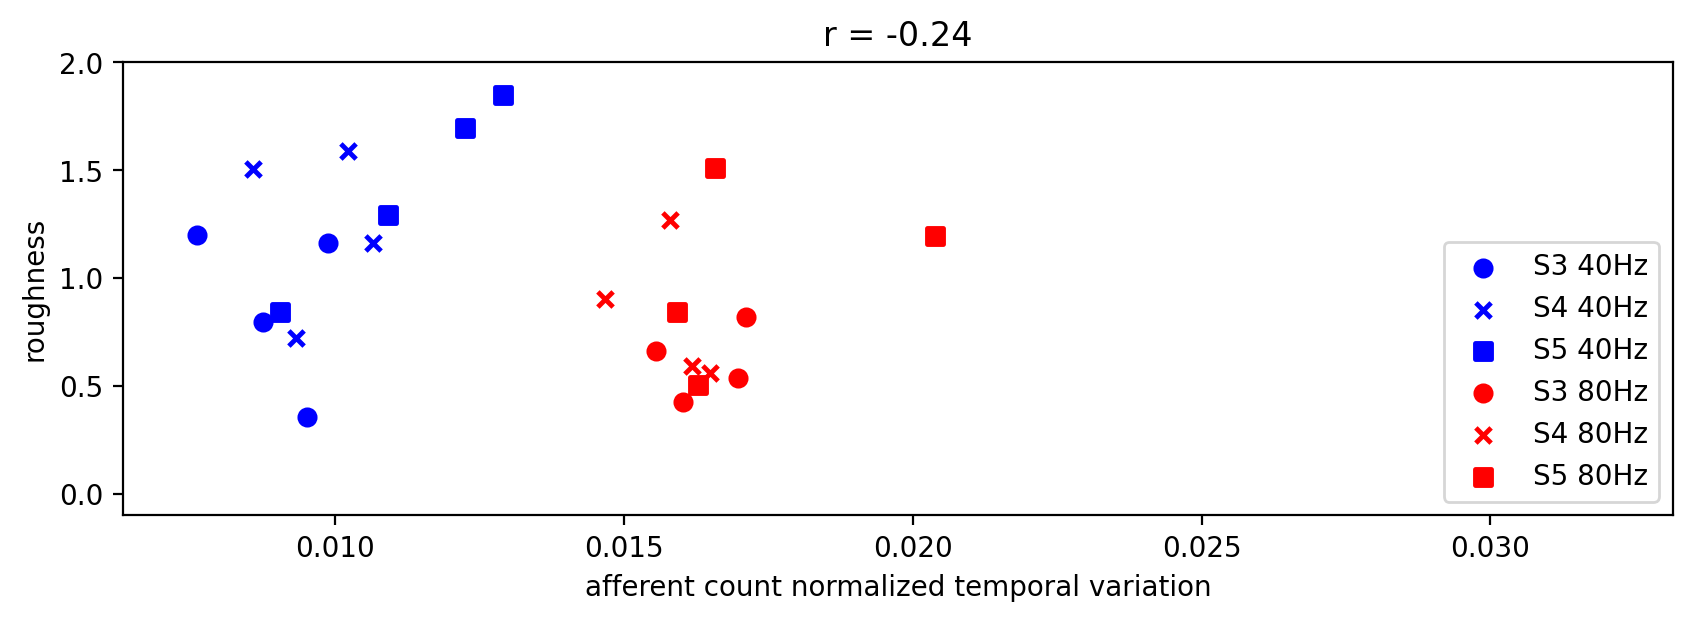 r = -0.24
2.0
1.5
1.0
0.5
0.0
roughness
S3 40Hz
S4 40Hz
S5 40Hz
S3 80Hz
S4 80Hz
S5 80Hz
0.010 0.015 0.020 0.025 0.030
afferent count normalized temporal variation